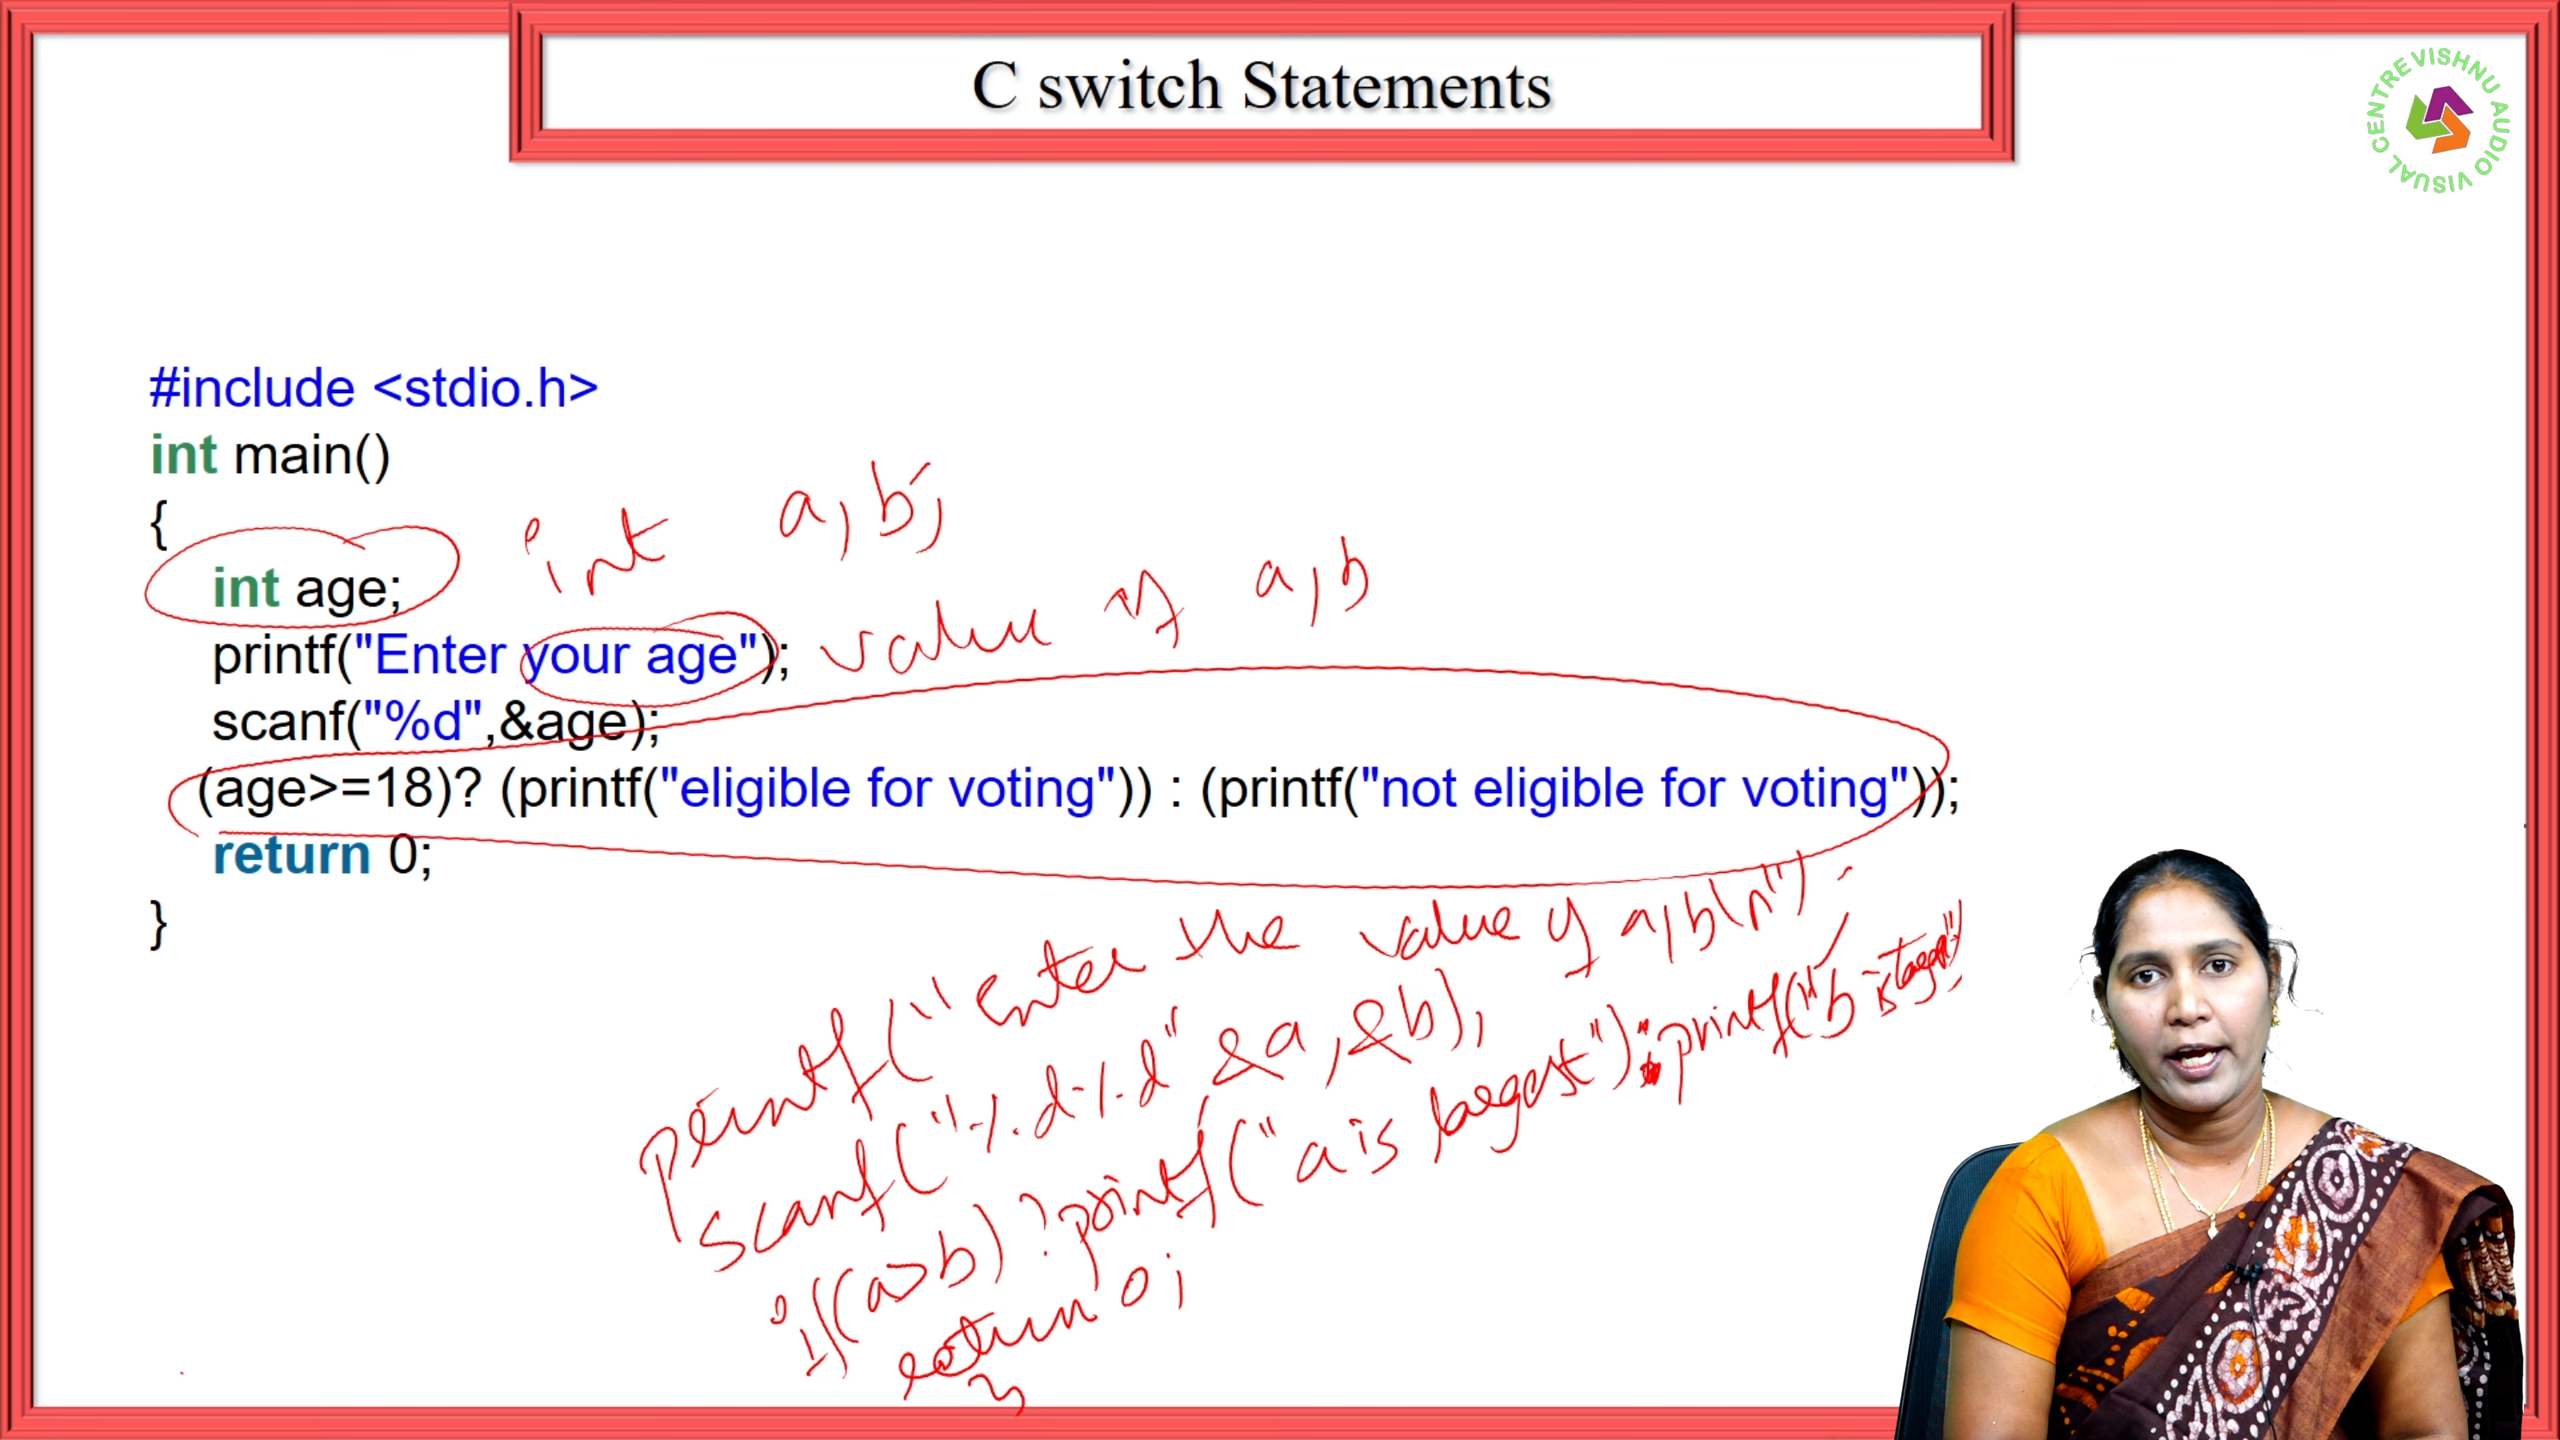 C switch Statements
VISHNU AUDIO VISUAL CENTRE
#include <stdio.h>
int main()
{
int age; int a,b;
printf("Enter your age"); value of a,b
scanf("%d",&age);
(age>=18)? (printf("eligible for voting")) : (printf("not eligible for voting"));
return 0;
}
printf("Enter the value of a,b\n");
scanf("%d%d" &a,&b);
if(a>b)?printf("a is largest"):printf("b is
return 0;
}